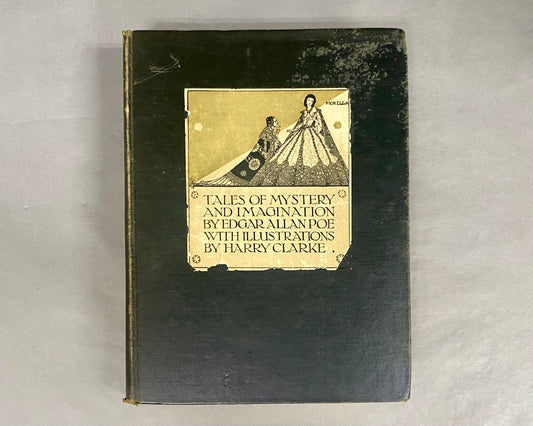 MORELLA
TALES OF MYSTERY
AND IMAGINATION
BY EDGAR ALLAN POE
WITH ILLUSTRATIONS
BY HARRY CLARKE .